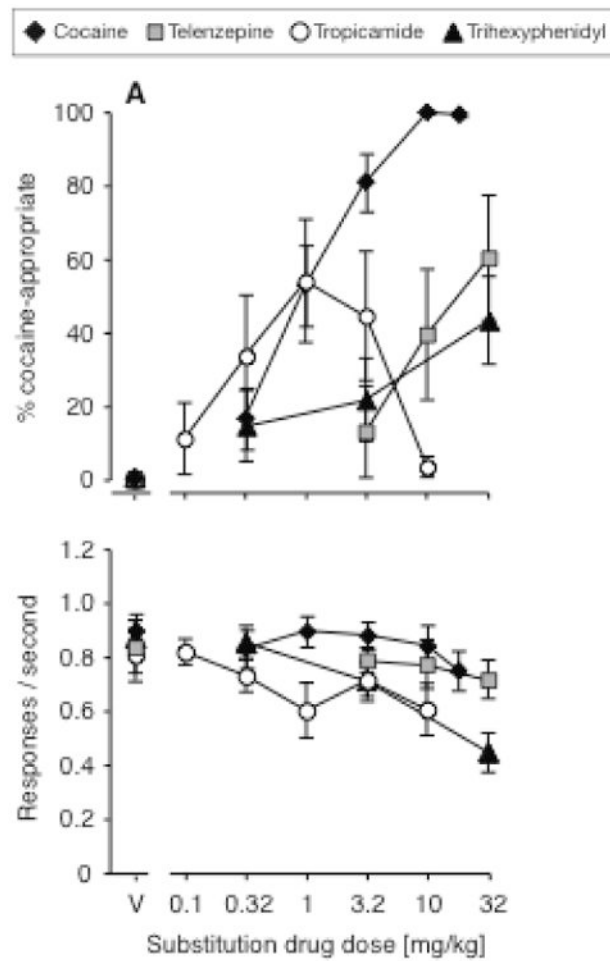 Cocaine Telenzepine Tropicamide Trihexyphenidyl
A
% cocaine-appropriate
100
80
60
40
20
0
Responses / second
1.2
1.0
0.8
0.6
0.4
0.2
0
V 0.1 0.32 1 3.2 10 32
Substitution drug dose [mg/kg]